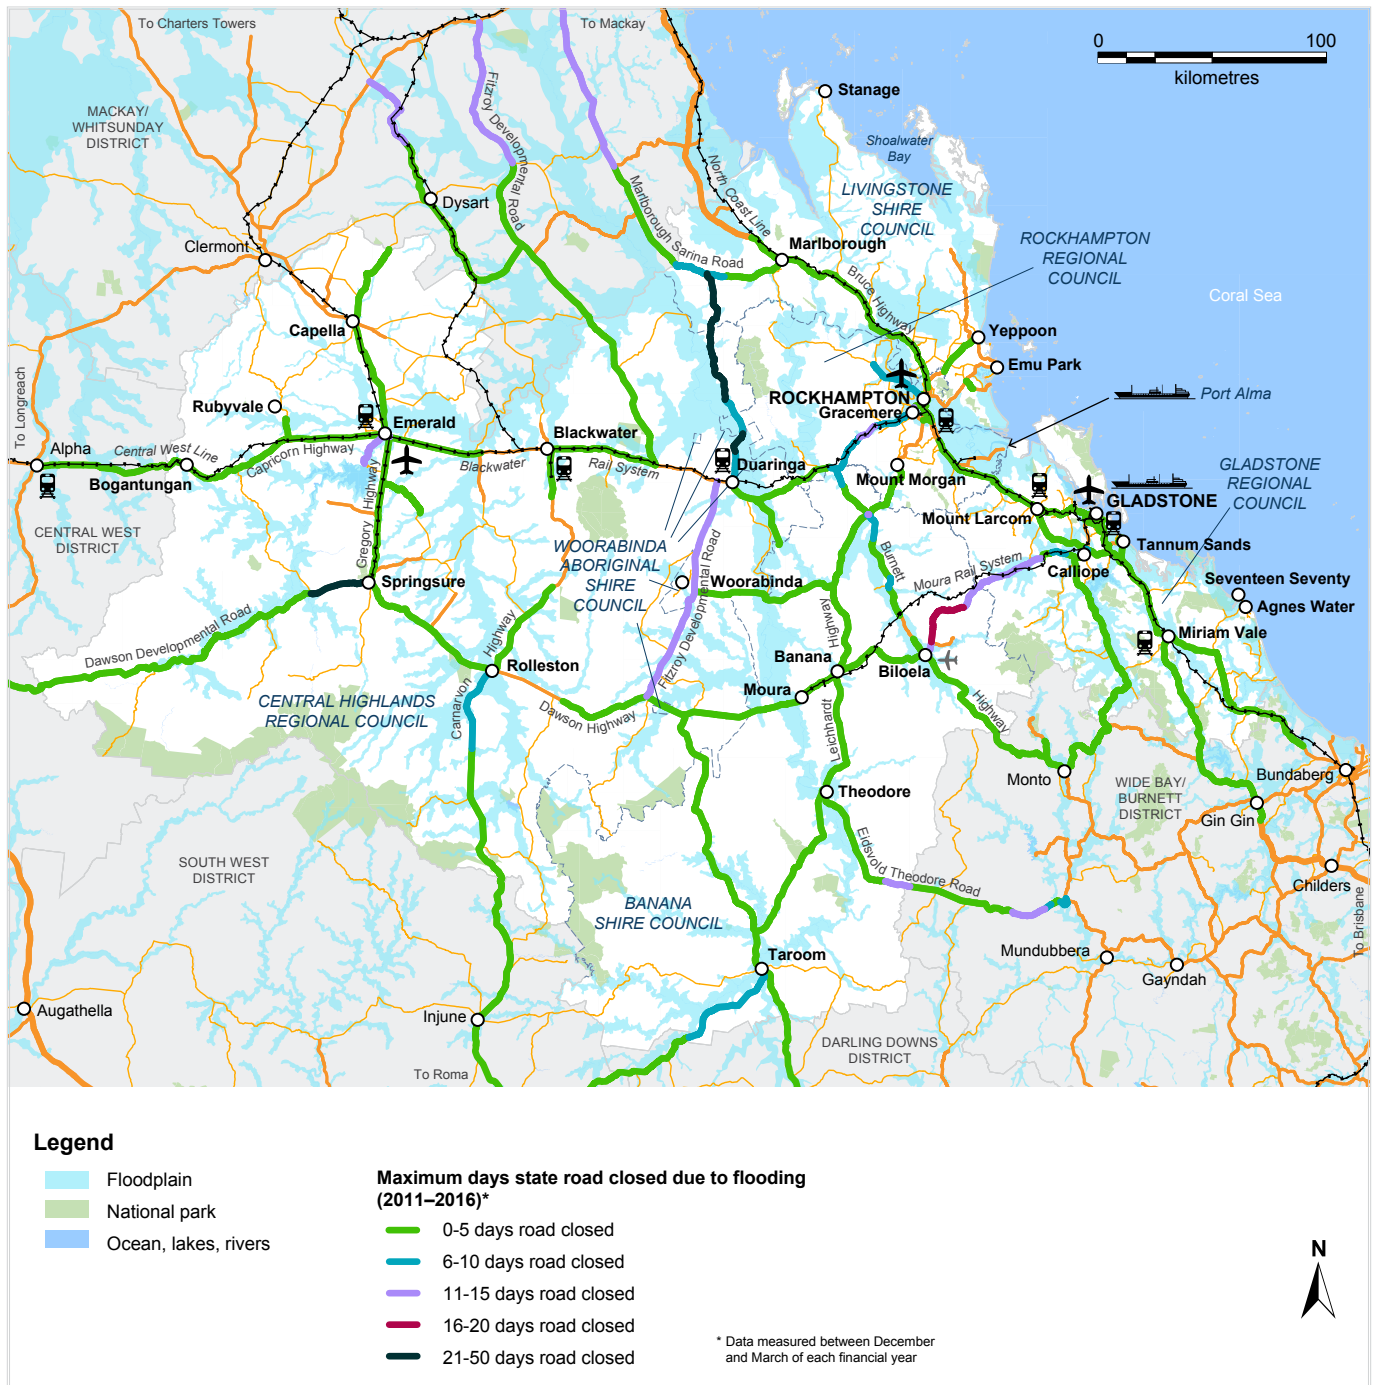 To Charters Towers
To Mackay
0
100
kilometres
Stanage
MACKAY/
WHITSUNDAY
DISTRICT
Fitzroy Developmental Road
Shoalwater
Bay
North Coast Line
LIVINGSTONE
SHIRE
COUNCIL
Dysart
Marlborough Sarina Road
Clermont
Marlborough
ROCKHAMPTON
REGIONAL
COUNCIL
Bruce Highway
Coral Sea
Capella
Yeppoon
Emu Park
To Longreach
Rubyvale
ROCKHAMPTON
Gracemere
Port Alma
Emerald
Blackwater
Alpha
Central West Line
Capricorn Highway
Blackwater
Rail System
Duaringa
Bogantungan
Mount Morgan
GLADSTONE
REGIONAL
COUNCIL
GLADSTONE
Mount Larcom
CENTRAL WEST
DISTRICT
Gregory Highway
WOORABINDA
ABORIGINAL
SHIRE
COUNCIL
Tannum Sands
Burnett
Moura Rail System
Calliope
Springsure
Woorabinda
Seventeen Seventy
Agnes Water
Dawson Developmental Road
Highway
Fitzroy Developmental Road
Highway
Miriam Vale
Rolleston
Banana
Biloela
Moura
CENTRAL HIGHLANDS
REGIONAL COUNCIL
Carnarvon
Dawson Highway
Leichhardt
Highway
Monto
Bundaberg
WIDE BAY/
BURNETT
DISTRICT
Theodore
Gin Gin
SOUTH WEST
DISTRICT
Eidsvold Theodore Road
Childers
BANANA
SHIRE COUNCIL
To Brisbane
Taroom
Mundubbera
Gayndah
Augathella
Injune
DARLING DOWNS
DISTRICT
To Roma
Legend
Floodplain
National park
Ocean, lakes, rivers
Maximum days state road closed due to flooding
(2011–2016)*
0-5 days road closed
6-10 days road closed
11-15 days road closed
16-20 days road closed
21-50 days road closed
* Data measured between December
and March of each financial year
N